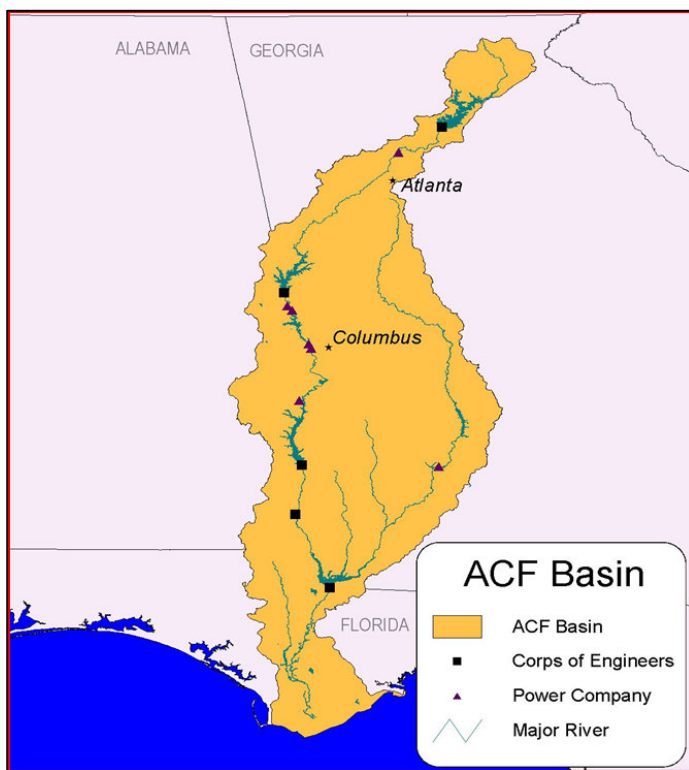 ALABAMA
GEORGIA
Atlanta
Columbus
FLORIDA
ACF Basin
ACF Basin
Corps of Engineers
Power Company
Major River